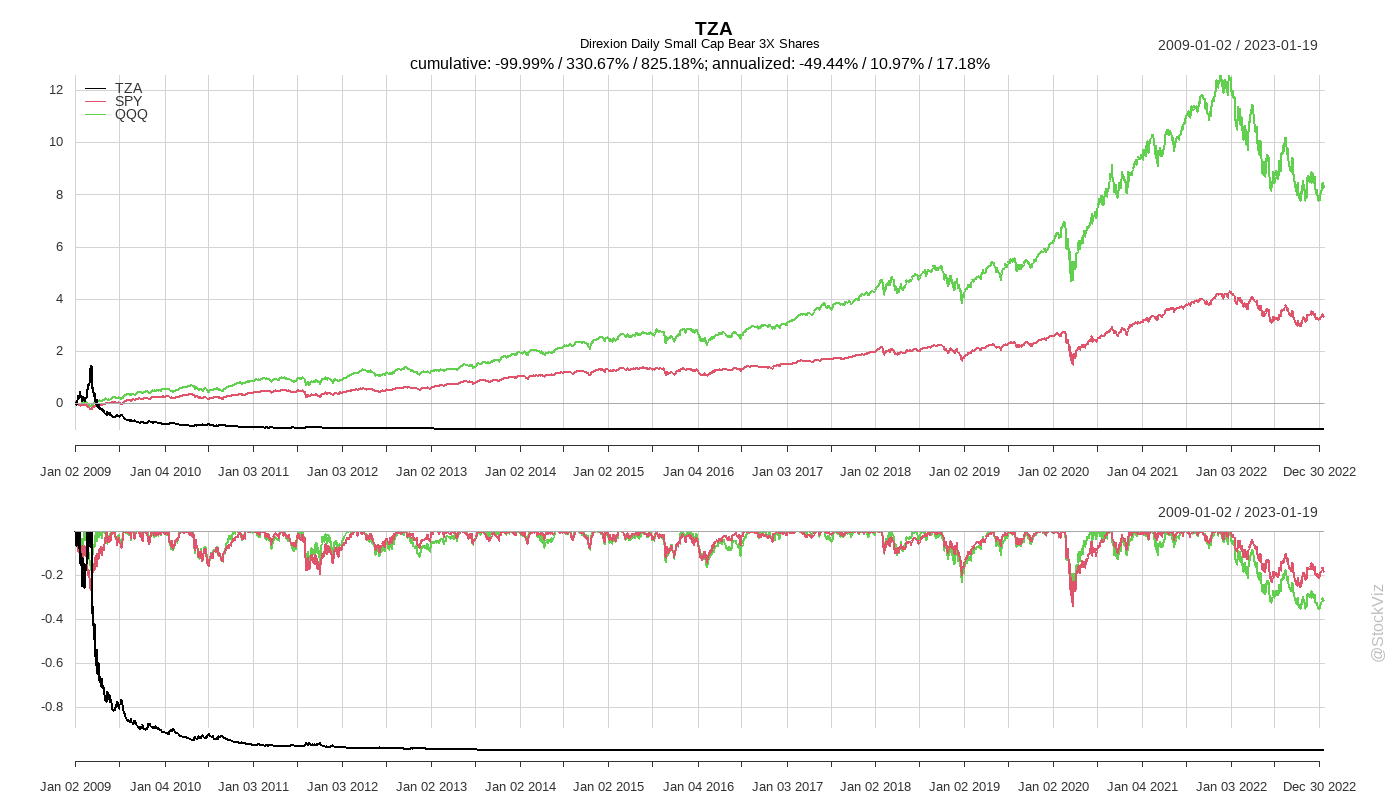 TZA
Direxion Daily Small Cap Bear 3X Shares
2009-01-02 / 2023-01-19
cumulative: -99.99% / 330.67% / 825.18%; annualized: -49.44% / 10.97% / 17.18%
TZA
SPY
QQQ
12
10
8
6
4
2
0
Jan 02 2009 Jan 04 2010 Jan 03 2011 Jan 03 2012 Jan 02 2013 Jan 02 2014 Jan 02 2015 Jan 04 2016 Jan 03 2017 Jan 02 2018 Jan 02 2019 Jan 02 2020 Jan 04 2021 Jan 03 2022 Dec 30 2022
2009-01-02 / 2023-01-19
-0.2
-0.4
-0.6
-0.8
Jan 02 2009 Jan 04 2010 Jan 03 2011 Jan 03 2012 Jan 02 2013 Jan 02 2014 Jan 02 2015 Jan 04 2016 Jan 03 2017 Jan 02 2018 Jan 02 2019 Jan 02 2020 Jan 04 2021 Jan 03 2022 Dec 30 2022
@StockViz